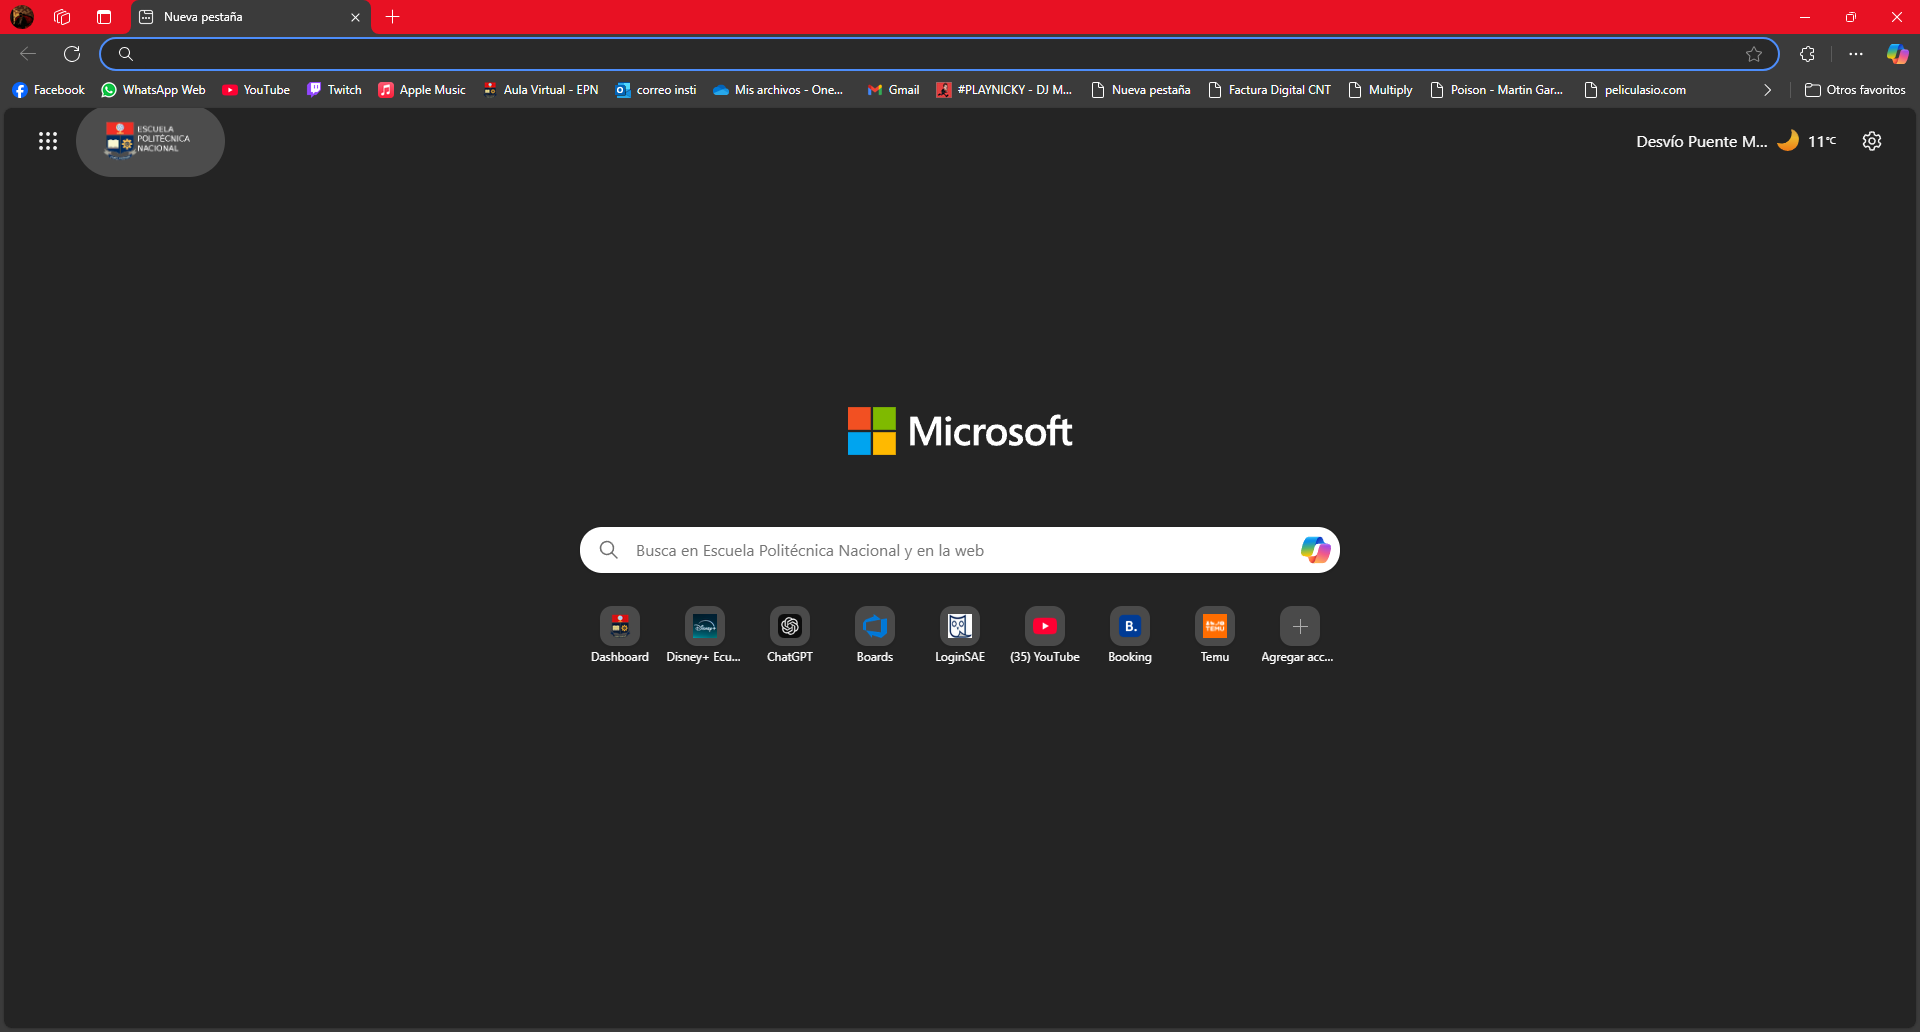 Nueva pestaña
Facebook WhatsApp Web YouTube Twitch Apple Music Aula Virtual - EPN correo insti Mis archivos - One... Gmail #PLAYNICKY - DJ M... Nueva pestaña Factura Digital CNT Multiply Poison - Martin Gar... peliculasio.com Otros favoritos
ESCUELA
POLITÉCNICA
NACIONAL
Desvío Puente M... 11°C
Microsoft
Busca en Escuela Politécnica Nacional y en la web
Disney+
B.
TEMU
Dashboard Disney+ Ecu... ChatGPT Boards LoginSAE (35) YouTube Booking Temu Agregar acc...